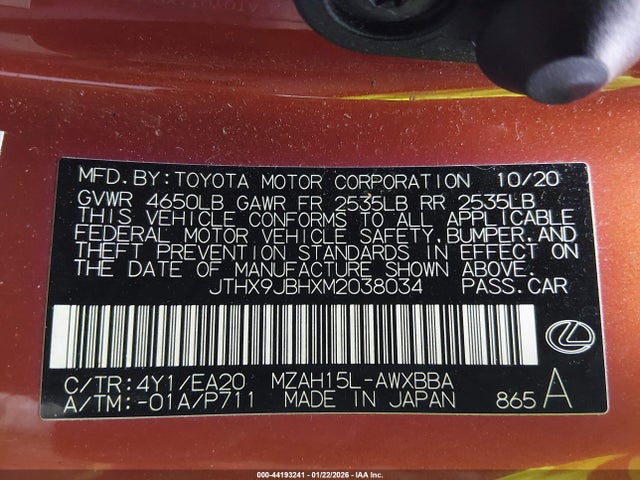 MFD.BY:TOYOTA MOTOR CORPORATION 10/20
GVWR 4650LB GAWR FR 2535LB RR 2535LB
THIS VEHICLE CONFORMS TO ALL APPLICABLE
FEDERAL MOTOR VEHICLE SAFETY,BUMPER,AND
THEFT PREVENTION STANDARDS IN EFFECT ON
THE DATE OF MANUFACTURE SHOWN ABOVE.
JTHX9JBHXM2038034 PASS.CAR
C/TR:4Y1/EA20 MZAH15L-AWXBBA
A/TM:-01A/P711 MADE IN JAPAN 865 A
000-44193241 - 01/22/2026 - IAA Inc.